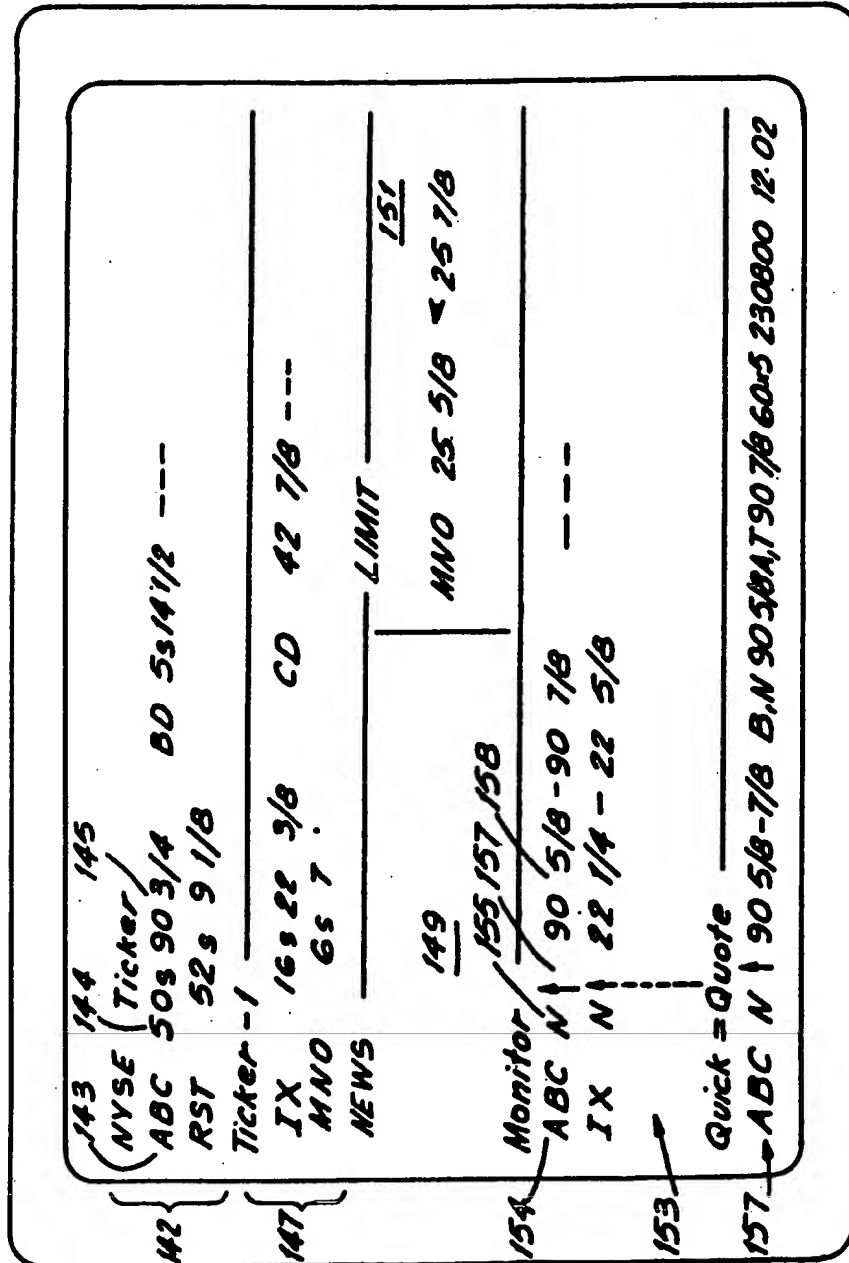 143 144 145
NYSE Ticker
142
ABC 50s 90 3/4 BD 5s 14 1/2 ---
RST 52s 9 1/8
Ticker-1
147
IX 16s 22 3/8 CD 42 7/8 ---
MNO 6s 7
NEWS LIMIT
149 151
MNO 25 5/8 < 25 7/8
155 157 158
Monitor
154
ABC N 90 5/8 - 90 7/8 ---
IX N 22 1/4 - 22 5/8
153
Quick = Quote
157 ABC N 90 5/8-7/8 B,N 90 5/8 A,T 90 7/8 60x5 230800 12.02